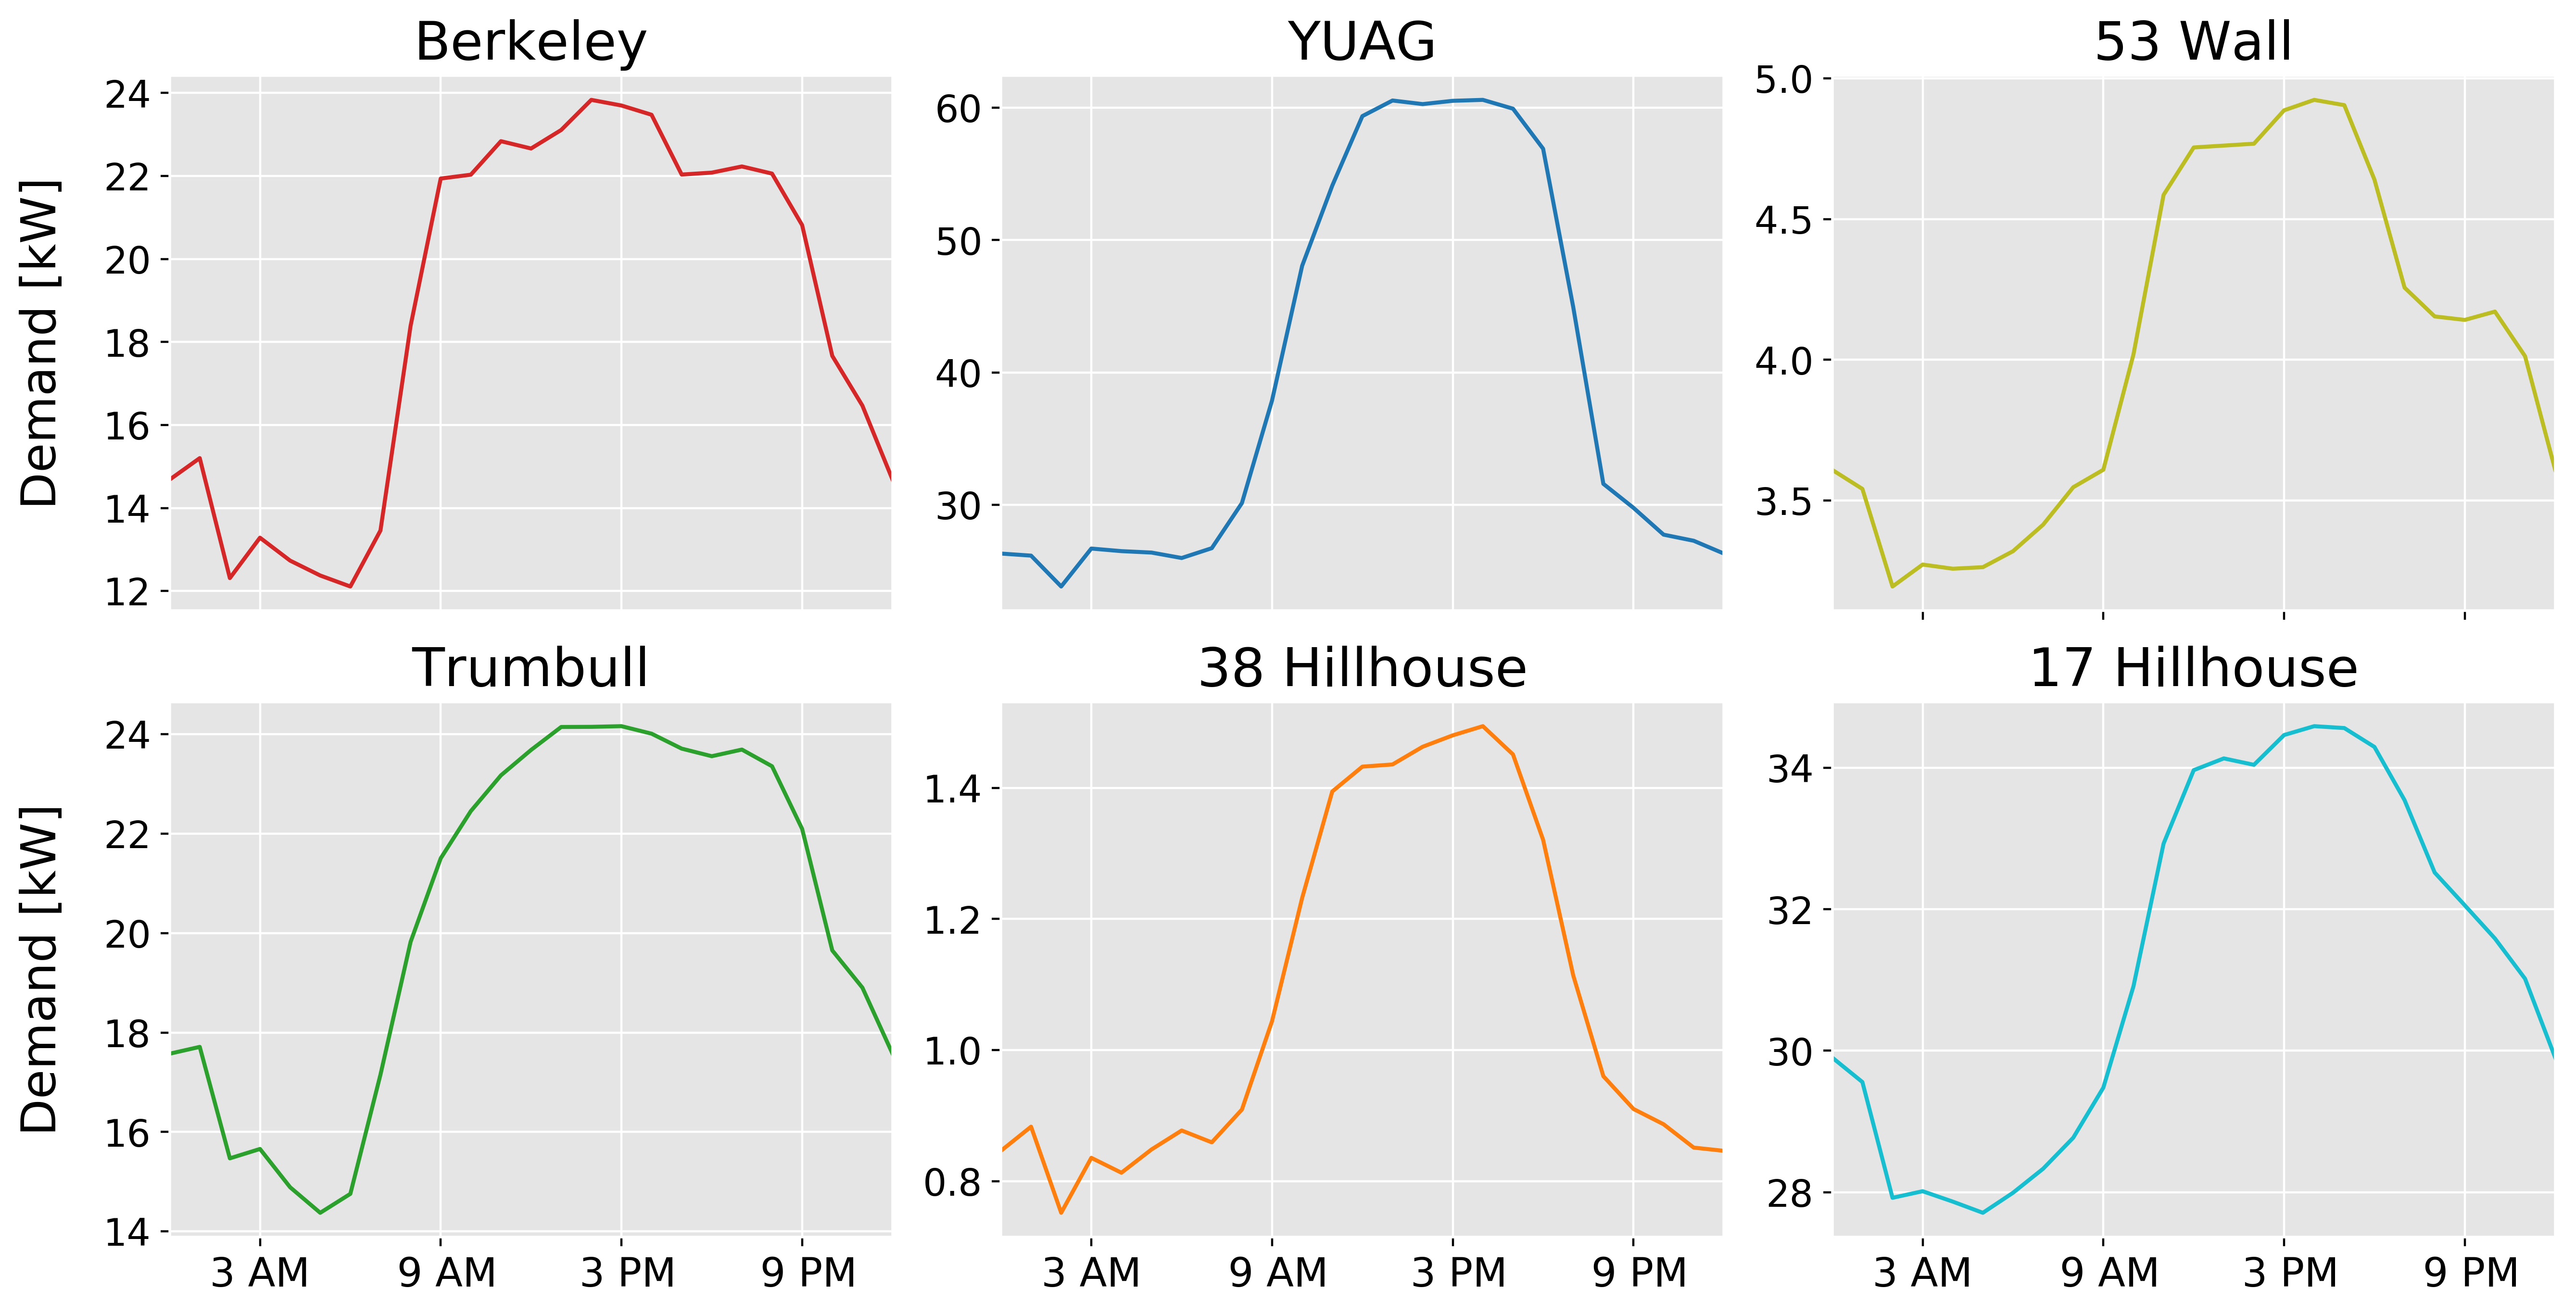 Berkeley
YUAG
53 Wall
Demand [kW]
24
22
20
18
16
14
12
60
50
40
30
5.0
4.5
4.0
3.5
Trumbull
38 Hillhouse
17 Hillhouse
Demand [kW]
24
22
20
18
16
14
1.4
1.2
1.0
0.8
34
32
30
28
3 AM 9 AM 3 PM 9 PM
3 AM 9 AM 3 PM 9 PM
3 AM 9 AM 3 PM 9 PM